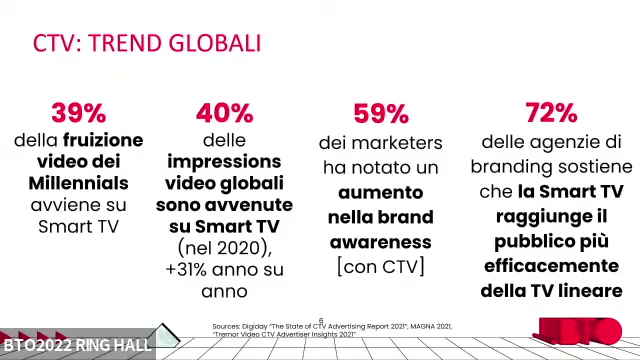 CTV: TREND GLOBALI
39%
della fruizione
video dei
Millennials
avviene su
Smart TV
40%
delle
impressions
video globali
sono avvenute
su Smart TV
(nel 2020),
+31% anno su
anno
59%
dei marketers
ha notato un
aumento
nella brand
awareness
[con CTV]
72%
delle agenzie di
branding sostiene
che la Smart TV
raggiunge il
pubblico più
efficacemente
della TV lineare
6
Sources: Digiday "The State of CTV Advertising Report 2021", MAGNA 2021,
"Tremor Video CTV Advertiser Insights 2021"
BTO2022 RING HALL
BTO